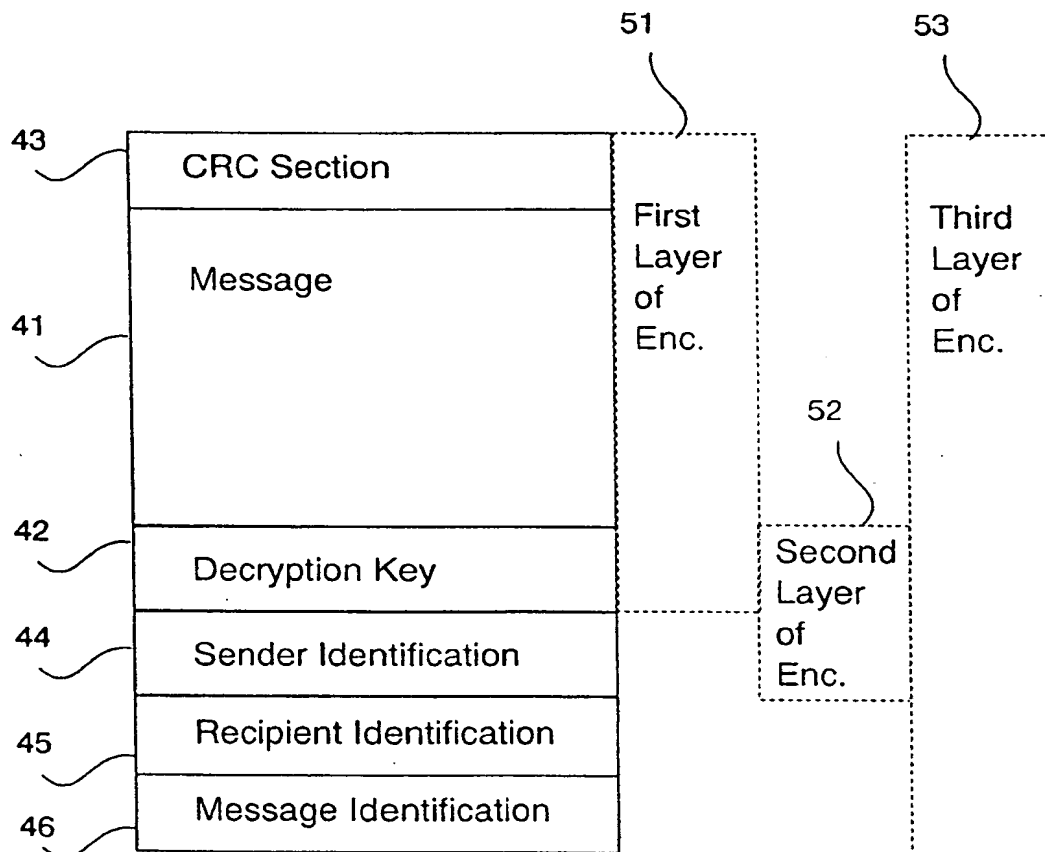 51
53
43
CRC Section
First
Layer
of
Enc.
Third
Layer
of
Enc.
Message
41
52
42
Decryption Key
Second
Layer
of
Enc.
44
Sender Identification
45
Recipient Identification
46
Message Identification